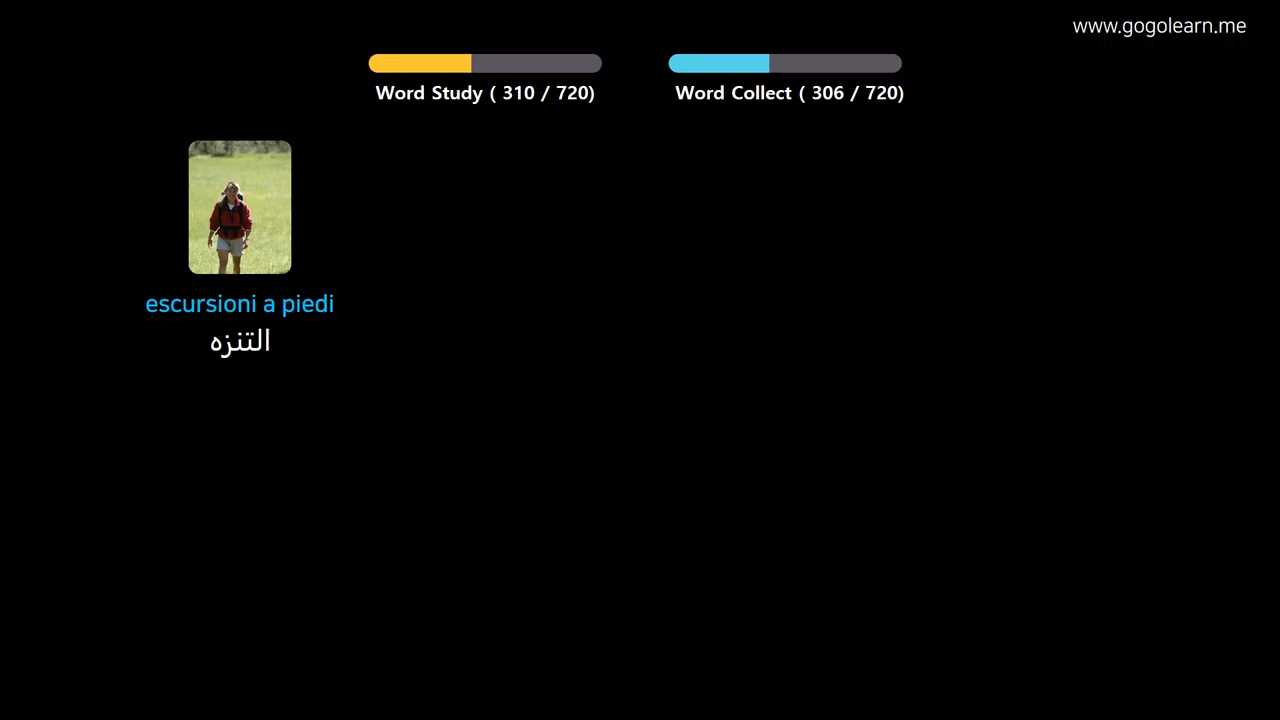 www.gogolearn.me
Word Study ( 310 / 720)
Word Collect ( 306 / 720)
escursioni a piedi
التنزه